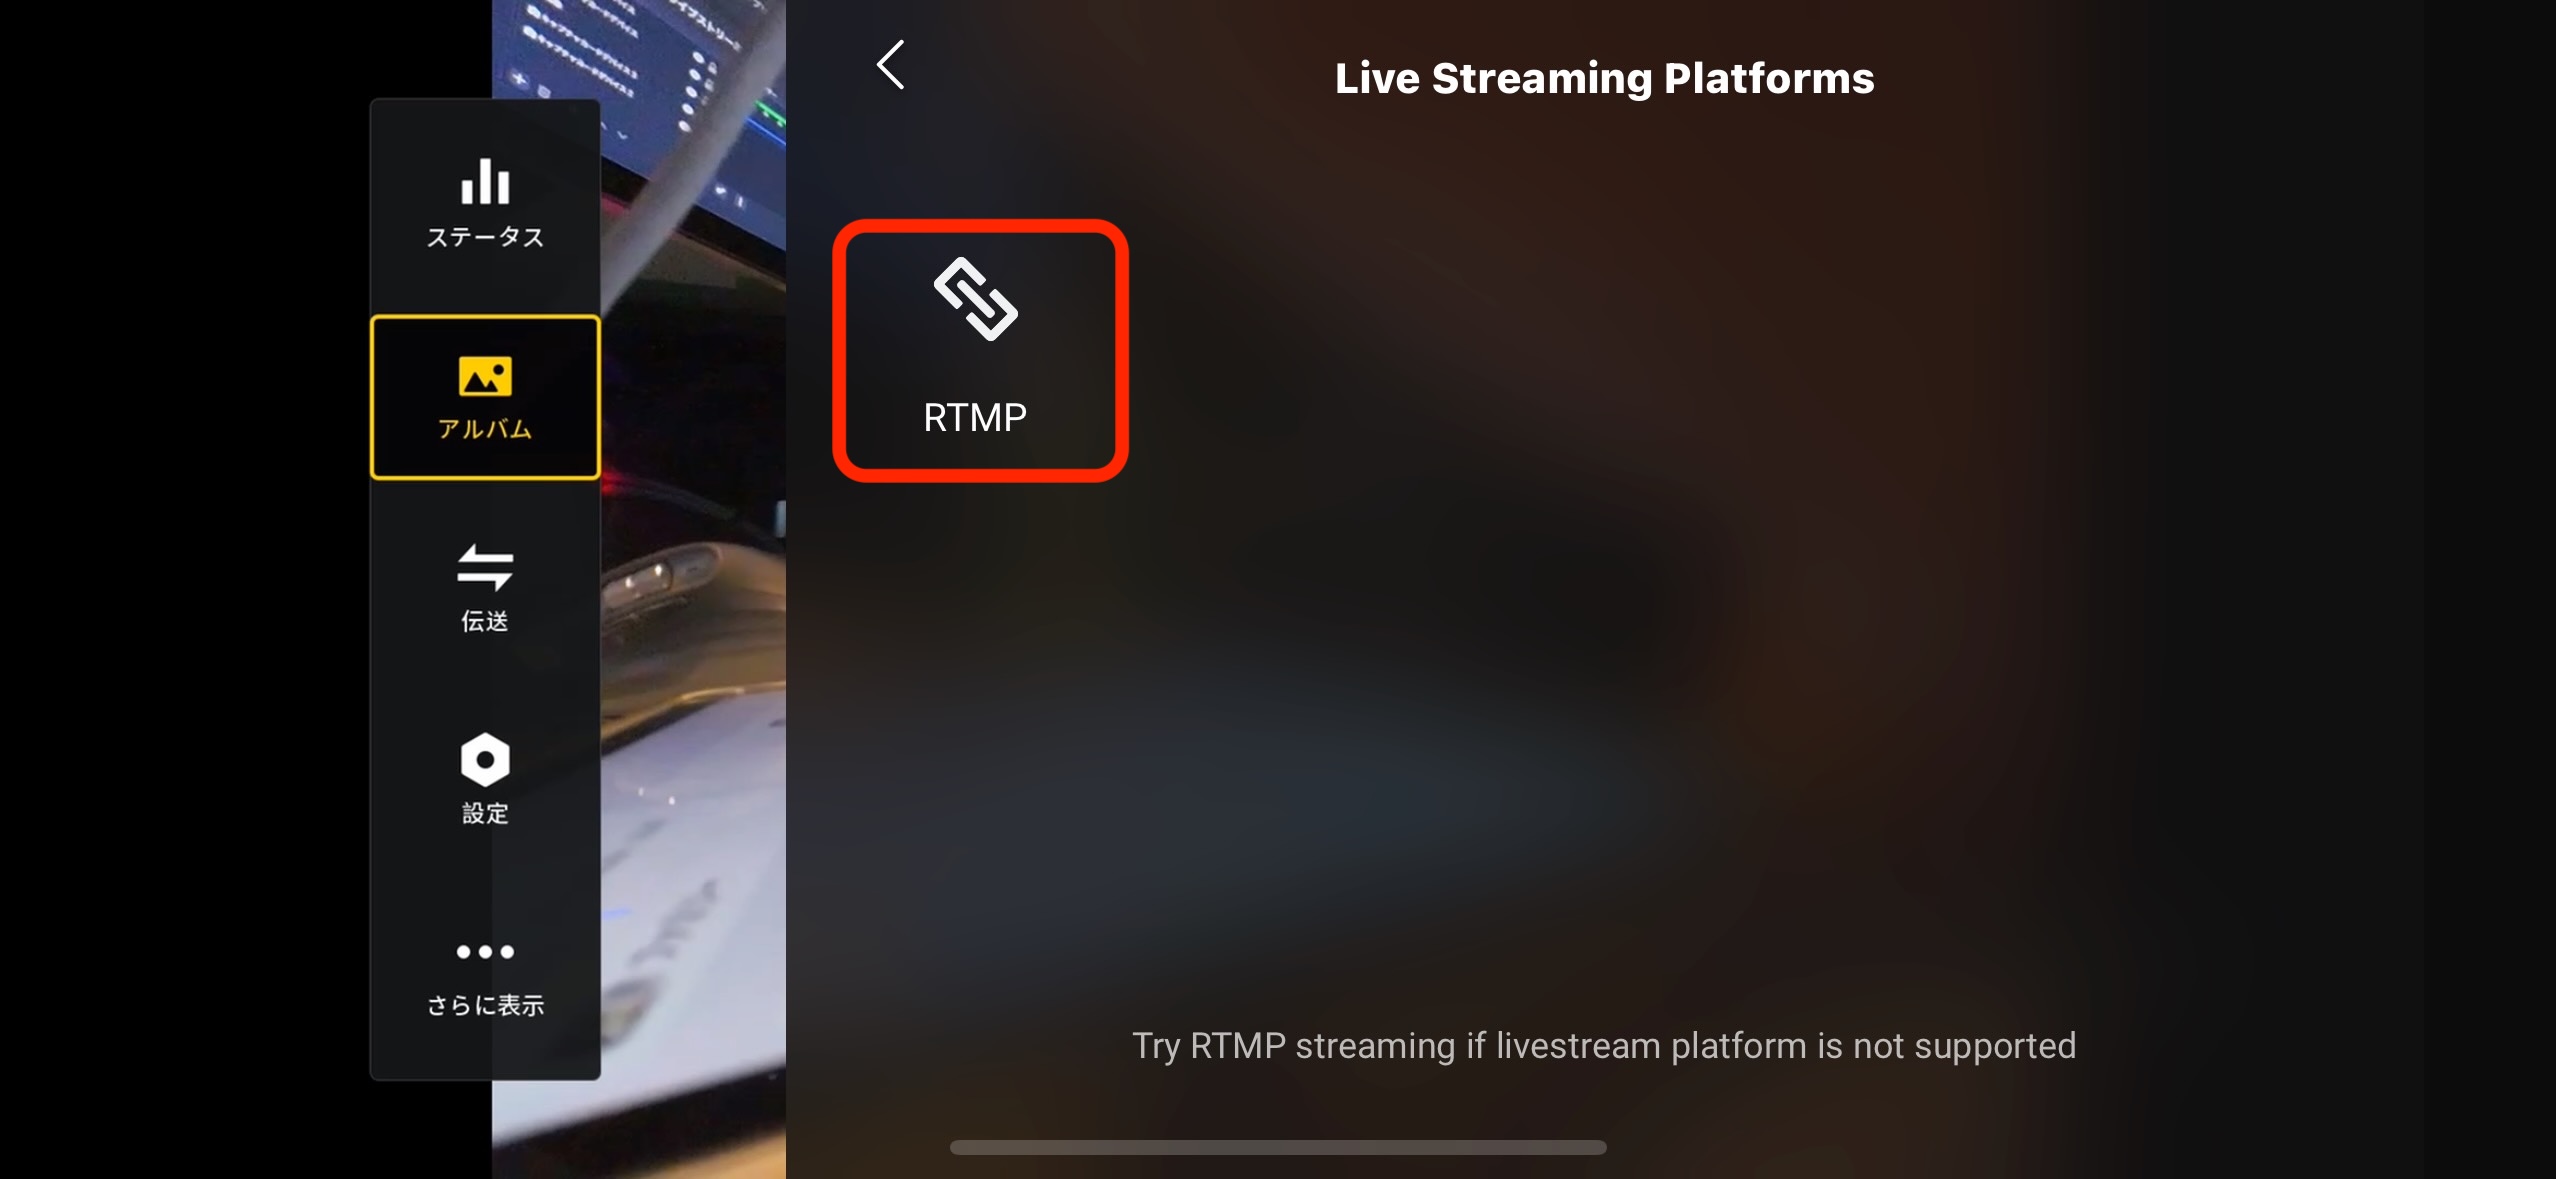 ステータス
アルバム
伝送
設定
さらに表示
Live Streaming Platforms
RTMP
Try RTMP streaming if livestream platform is not supported